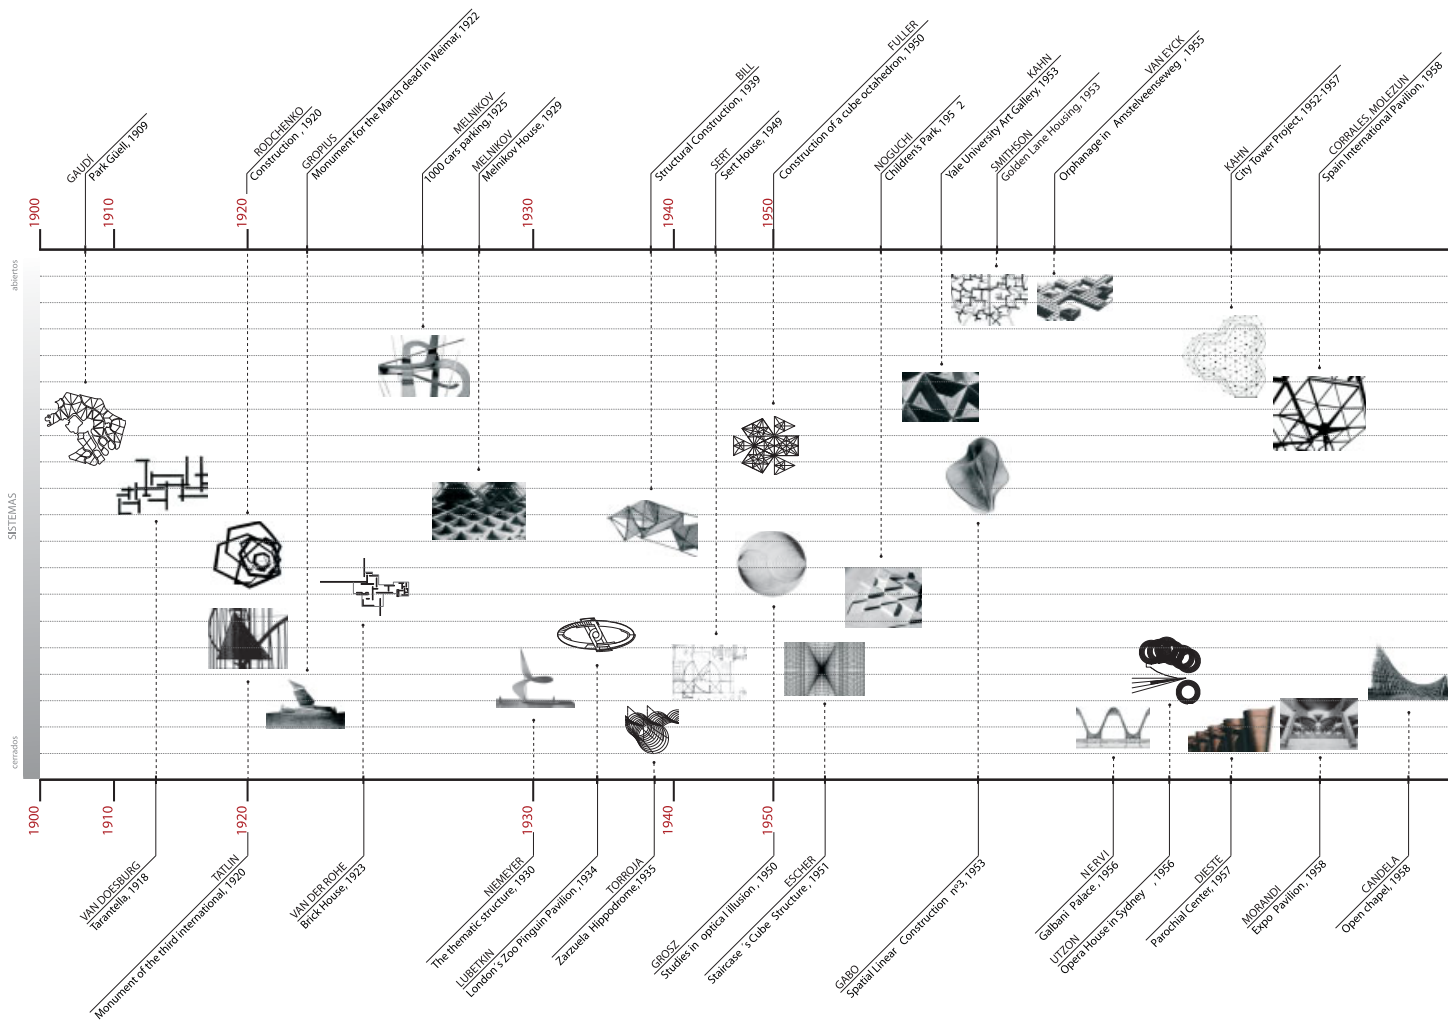 GAUDÍ
Park Güell, 1909
RODCHENKO
Construction , 1920
GROPIUS
Monument for the March dead in Weimar, 1922
MELNIKOV
1000 cars parking,1925
MELNIKOV
Melnikov House, 1929
BILL
Structural Construction, 1939
SERT
Sert House, 1949
FULLER
Construction of a cube octahedron, 1950
NOGUCHI
Children's Park, 195 2
KAHN
Yale University Art Gallery, 1953
SMITHSON
Golden Lane Housing, 1953
VAN EYCK
Orphanage in Amstelveenseweg , 1955
KAHN
City Tower Project, 1952-1957
CORRALES, MOLEZUN
Spain International Pavilion, 1958
1900
1910
1920
1930
1940
1950
abiertos
SISTEMAS
cerrados
1900
1910
1920
1930
1940
1950
VAN DOESBURG
Tarantella, 1918
TATLIN
Monument of the third international, 1920
VAN DER ROHE
Brick House, 1923
NIEMEYER
The thematic structure, 1930
LUBETKIN
London´s Zoo Pinguin Pavilion, 1934
TORROJA
Zarzuela Hippodrome,1935
GROSZ
Studies in optical illusion , 1950
ESCHER
Staircase ´s Cube Structure , 1951
GABO
Spatial Linear Construction nº3, 1953
NERVI
Galbani Palace , 1956
UTZON
Opera House in Sydney , 1956
DIESTE
Parochial Center, 1957
MORANDI
Expo Pavilion, 1958
CANDELA
Open chapel, 1958